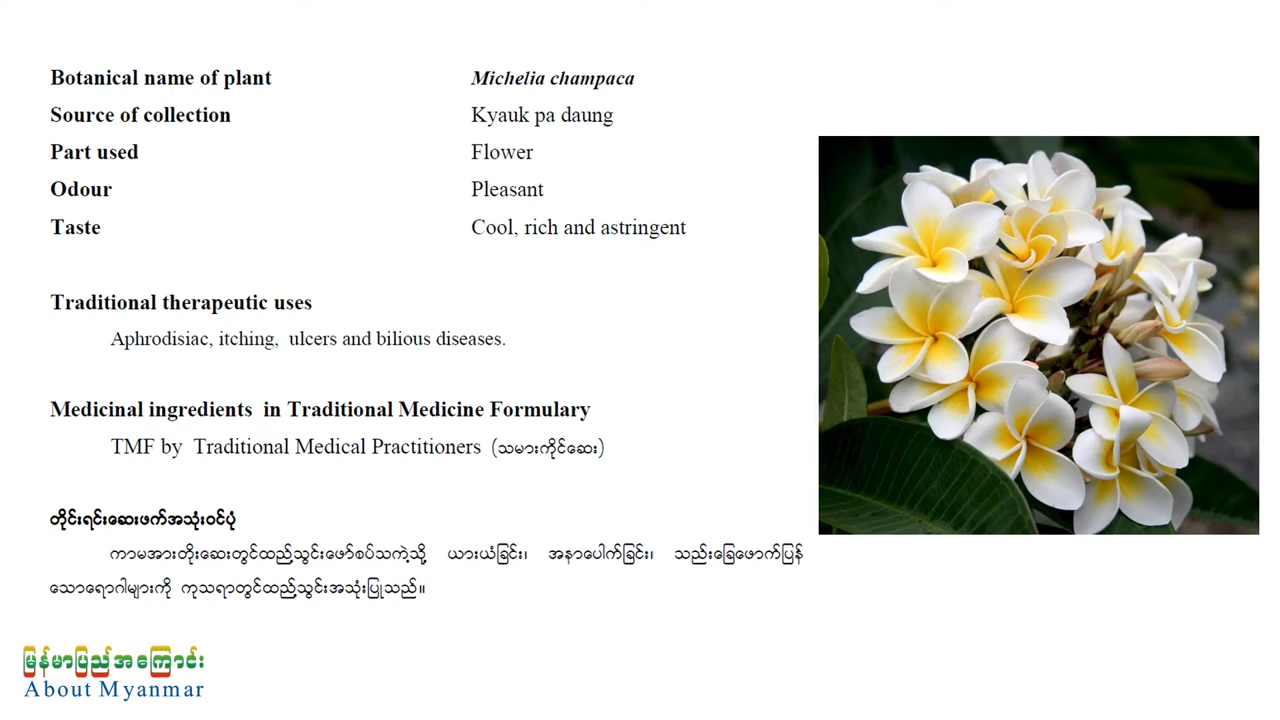 Botanical name of plant Michelia champaca
Source of collection Kyauk pa daung
Part used Flower
Odour Pleasant
Taste Cool, rich and astringent
Traditional therapeutic uses
Aphrodisiac, itching, ulcers and bilious diseases.
Medicinal ingredients in Traditional Medicine Formulary
TMF by Traditional Medical Practitioners (သမားကိုင်ဆေး)
တိုင်းရင်းဆေးဖက်အသုံးဝင်ပုံ
ကာမအားတိုးဆေးတွင်ထည့်သွင်းဖော်စပ်သကဲ့သို့ ယားယံခြင်း၊ အနာပေါက်ခြင်း၊ သည်းခြေဖောက်ပြန်
သောရောဂါများကို ကုသရာတွင်ထည့်သွင်းအသုံးပြုသည်။
မြန်မာပြည်အကြောင်း
About Myanmar